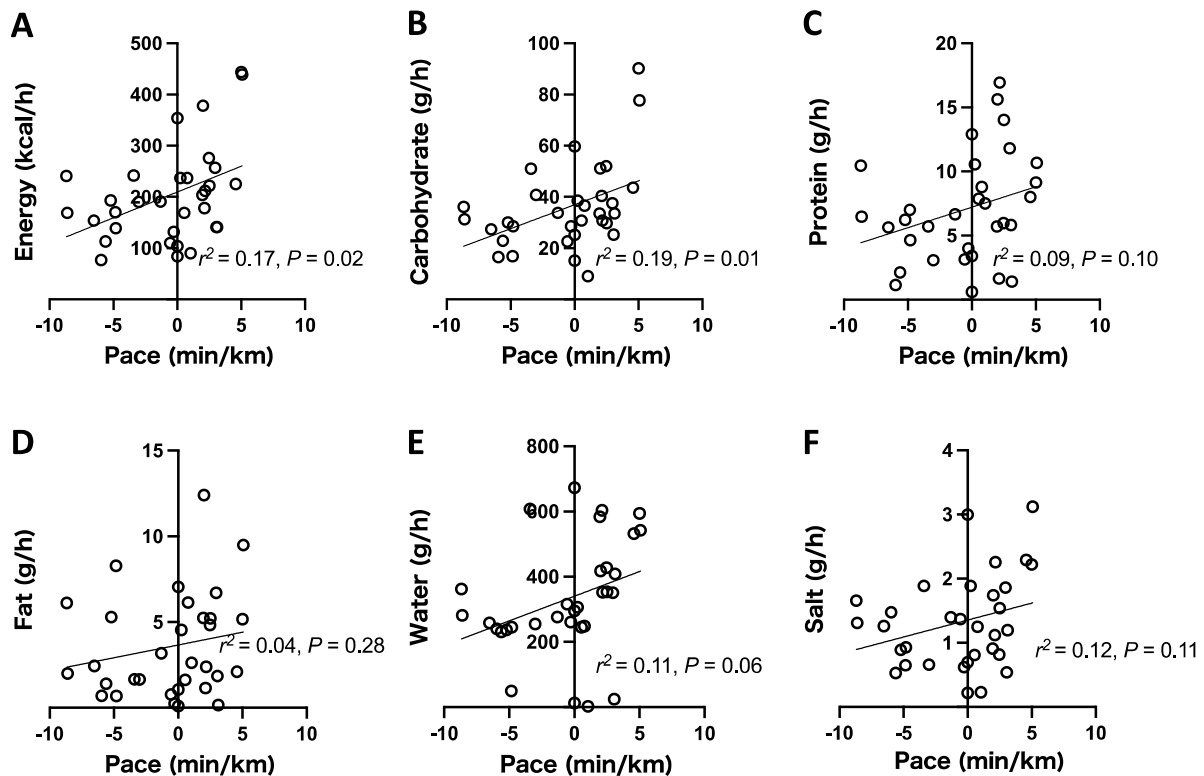 A
Energy (kcal/h)
500
400
300
200
100
-10 -5 0 5 10
Pace (min/km)
r² = 0.17, P = 0.02
B
Carbohydrate (g/h)
100
80
60
40
20
-10 -5 0 5 10
Pace (min/km)
r² = 0.19, P = 0.01
C
Protein (g/h)
20
15
10
5
-10 -5 0 5 10
Pace (min/km)
r² = 0.09, P = 0.10
D
Fat (g/h)
15
10
5
-10 -5 0 5 10
Pace (min/km)
r² = 0.04, P = 0.28
E
Water (g/h)
800
600
400
200
-10 -5 0 5 10
Pace (min/km)
r² = 0.11, P = 0.06
F
Salt (g/h)
4
3
2
1
-10 -5 0 5 10
Pace (min/km)
r² = 0.12, P = 0.11